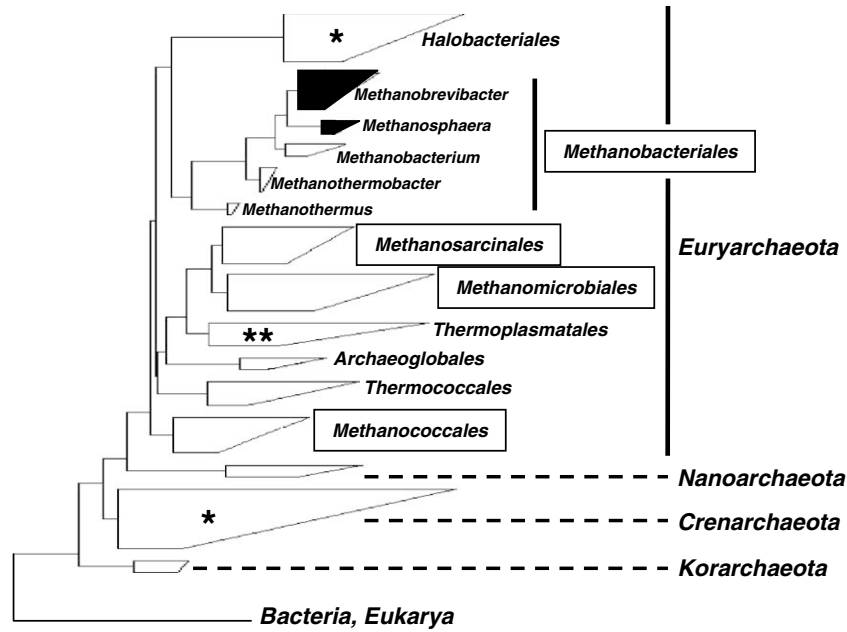 *
Halobacteriales
Methanobrevibacter
Methanosphaera
Methanobacterium
Methanobacteriales
Methanothermobacter
Methanothermus
Methanosarcinales
Euryarchaeota
Methanomicrobiales
**
Thermoplasmatales
Archaeoglobales
Thermococcales
Methanococcales
Nanoarchaeota
*
Crenarchaeota
Korarchaeota
Bacteria, Eukarya